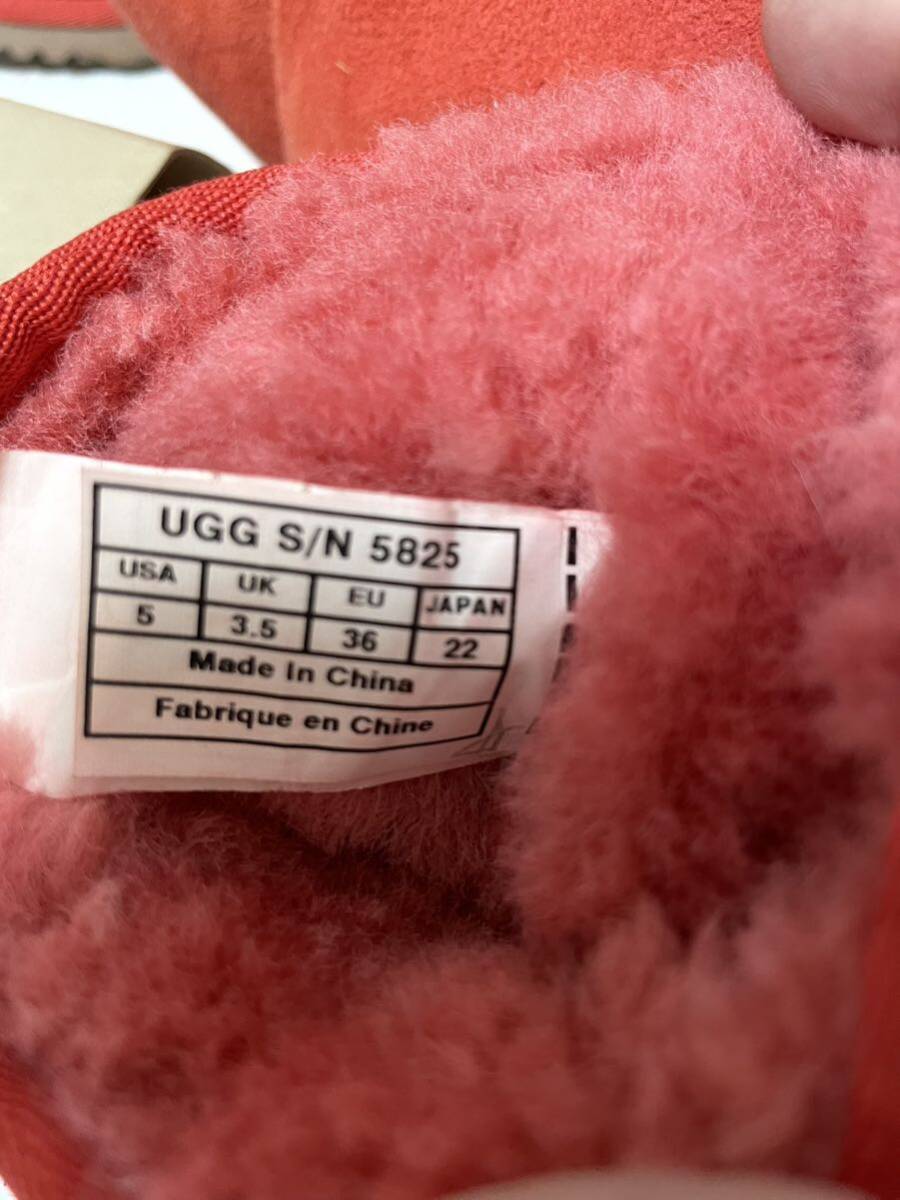 UGG S/N 5825
USA UK EU JAPAN
5 3.5 36 22
Made In China
Fabrique en Chine